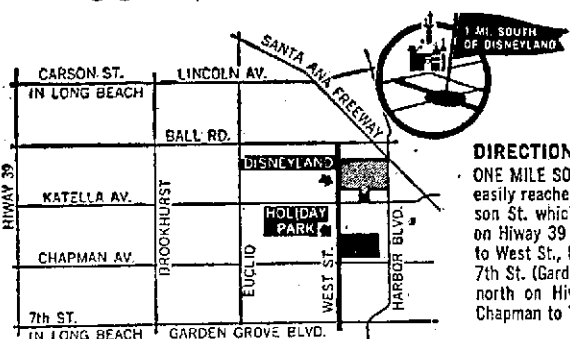 1 MI. SOUTH
OF DISNEYLAND
SANTA ANA FREEWAY
CARSON ST.
LINCOLN AV.
IN LONG BEACH
BALL RD.
DISNEYLAND
HIWAY 39
KATELLA AV.
BROOKHURST
HOLIDAY
PARK
CHAPMAN AV.
EUCLID
WEST ST.
HARBOR BLVD.
7th ST.
IN LONG BEACH
GARDEN GROVE BLVD.
DIRECTION
ONE MILE SO
easily reache
son St. which
on Hiway 39
to West St.,
7th St. (Gard
north on Hi
Chapman to